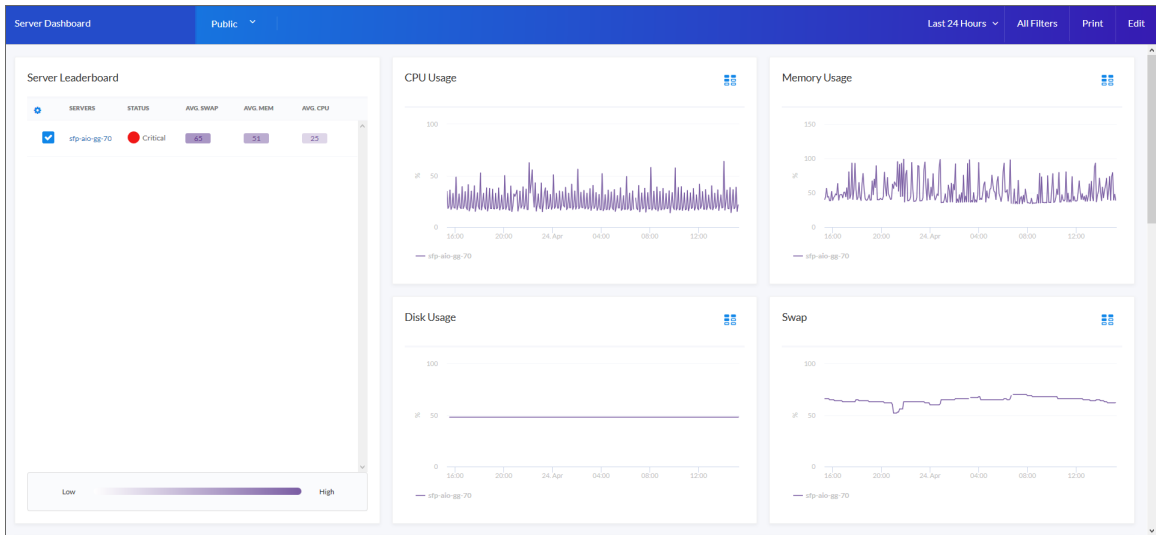 Server Dashboard Public Last 24 Hours All Filters Print Edit
Server Leaderboard
SERVERS STATUS AVG. SWAP AVG. MEM AVG. CPU
sfp-aio-gg-70 Critical 65 51 25
Low High
CPU Usage
100
% 50
0
16:00 20:00 24. Apr 04:00 08:00 12:00
sfp-aio-gg-70
Memory Usage
150
100
%
50
0
16:00 20:00 24. Apr 04:00 08:00 12:00
sfp-aio-gg-70
Disk Usage
100
% 50
0
16:00 20:00 24. Apr 04:00 08:00 12:00
sfp-aio-gg-70
Swap
100
% 50
0
16:00 20:00 24. Apr 04:00 08:00 12:00
sfp-aio-gg-70